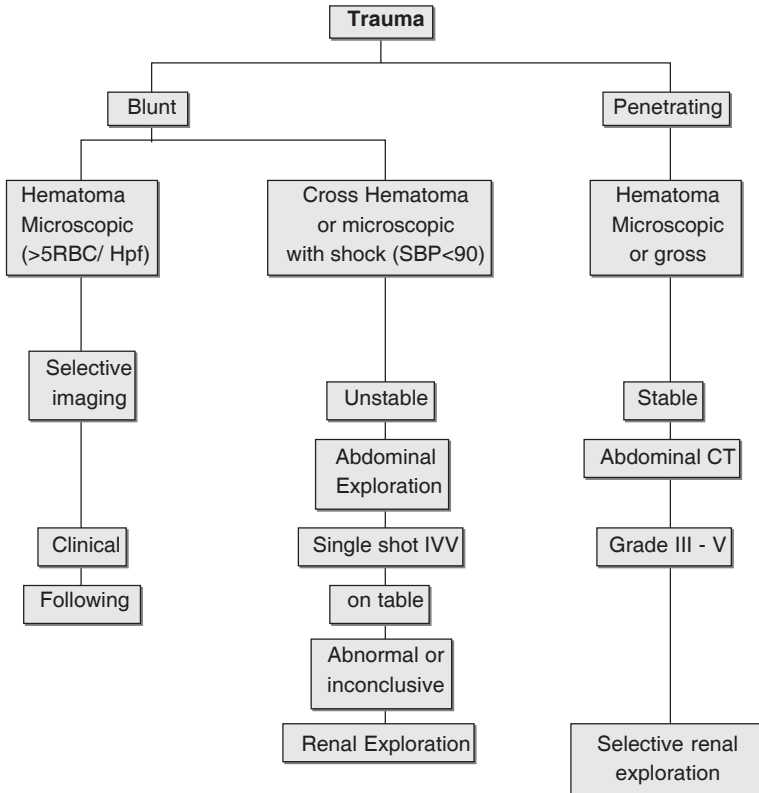 Trauma
Blunt
Penetrating
Hematoma
Microscopic
(>5RBC/ Hpf)
Cross Hematoma
or microscopic
with shock (SBP<90)
Hematoma
Microscopic
or gross
Selective
imaging
Unstable
Stable
Abdominal
Exploration
Abdominal CT
Clinical
Single shot IVV
Grade III - V
Following
on table
Abnormal or
inconclusive
Renal Exploration
Selective renal
exploration